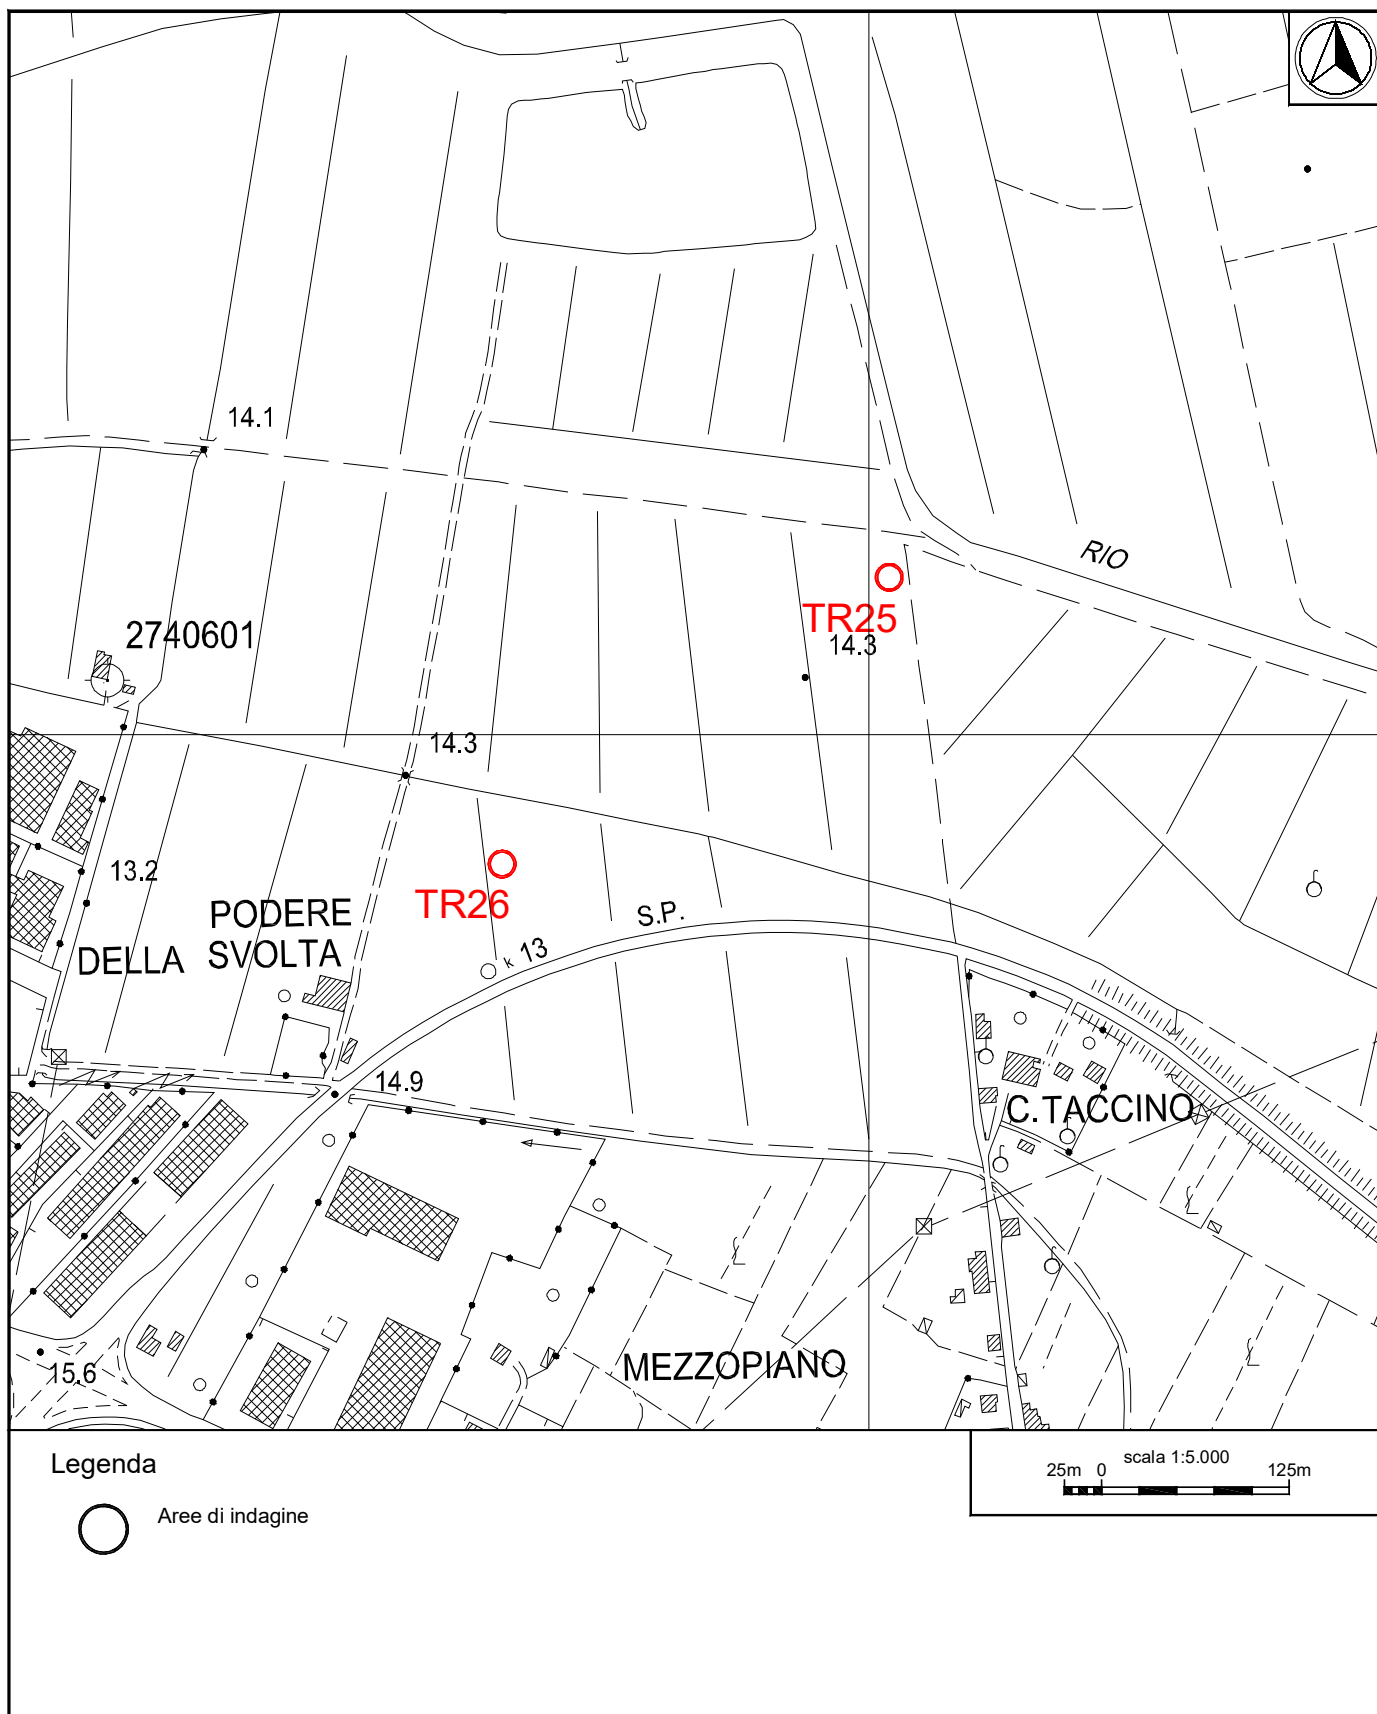 14.1
RIO
TR25
14.3
2740601
14.3
13.2
TR26
PODERE
DELLA SVOLTA
S.P.
k 13
14.9
C.TACCINO
MEZZOPIANO
15.6
Legenda
Aree di indagine
scala 1:5.000
25m 0 125m